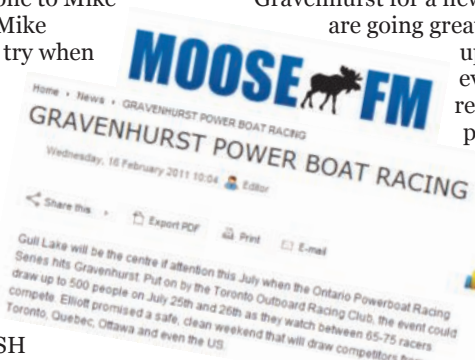 one to Mike
Mike
try when
SH
Gravenhurst for a new
are going grea
up
ev
re
p
MOOSE FM
Home › News › GRAVENHURST POWER BOAT RACING
GRAVENHURST POWER BOAT RACING
Wednesday, 16 February 2011 10:04 Editor
Share this Export PDF Print E-mail
Gull Lake will be the centre if attention this July when the Ontario Powerboat Racing
Series hits Gravenhurst. Put on by the Toronto Outboard Racing Club, the event could
draw up to 500 people on July 25th and 26th as they watch between 65-75 racers
compete. Elliott promised a safe, clean weekend that will draw competitors
Toronto, Quebec, Ottawa and even the US.